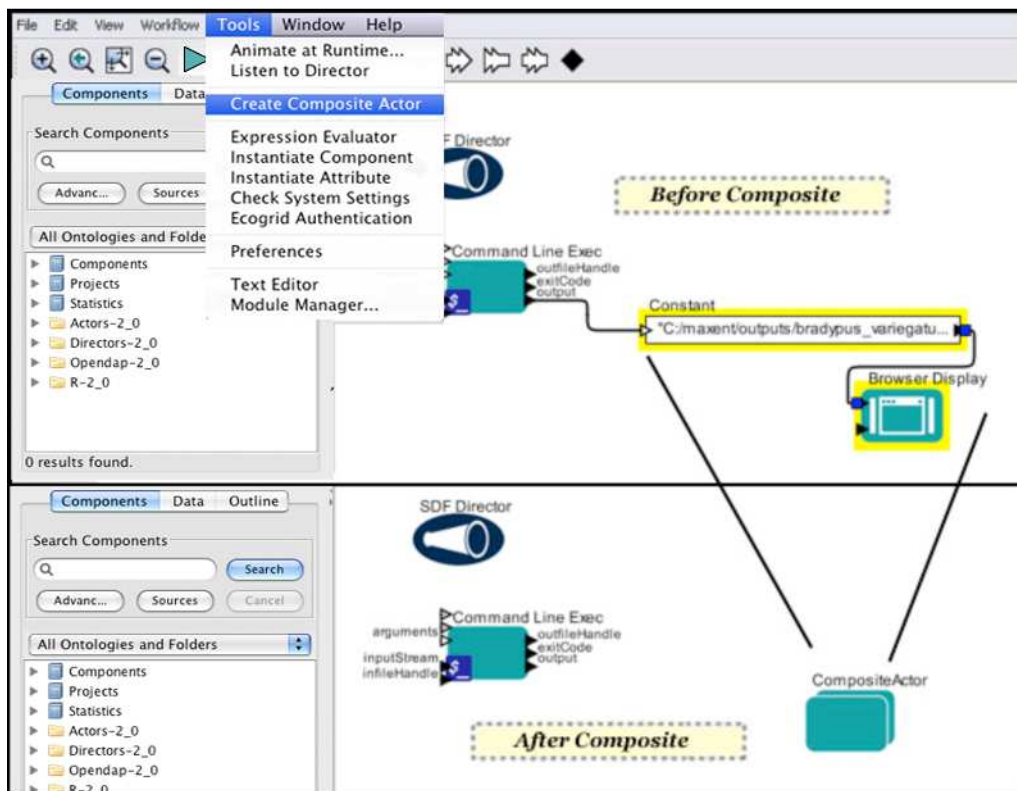 File Edit View Workflow Tools Window Help
Animate at Runtime...
Listen to Director
Create Composite Actor
Expression Evaluator
Instantiate Component
Instantiate Attribute
Check System Settings
Ecogrid Authentication
Preferences
Text Editor
Module Manager...
Components Data
Search Components
Advanc... Sources
All Ontologies and Folde
Components
Projects
Statistics
Actors-2_0
Directors-2_0
Opendap-2_0
R-2_0
0 results found.
F Director
Before Composite
Command Line Exec
outfileHandle
exitCode
output
$_
Constant
"C:/maxent/outputs/bradypus_variegatu...
Browser Display
Components Data Outline
Search Components
Search
Advanc... Sources Cancel
All Ontologies and Folders
Components
Projects
Statistics
Actors-2_0
Directors-2_0
Opendap-2_0
R-2_0
SDF Director
Command Line Exec
arguments
inputStream
infileHandle
outfileHandle
exitCode
output
$_
CompositeActor
After Composite